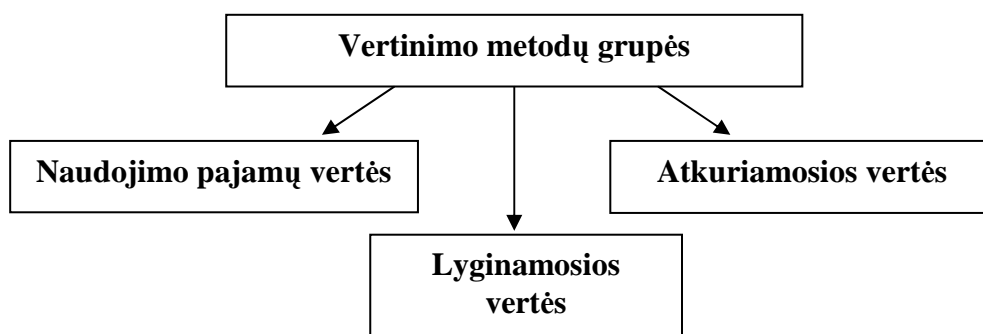 Vertinimo metodų grupės
Naudojimo pajamų vertės
Atkuriamosios vertės
Lyginamosios
vertės